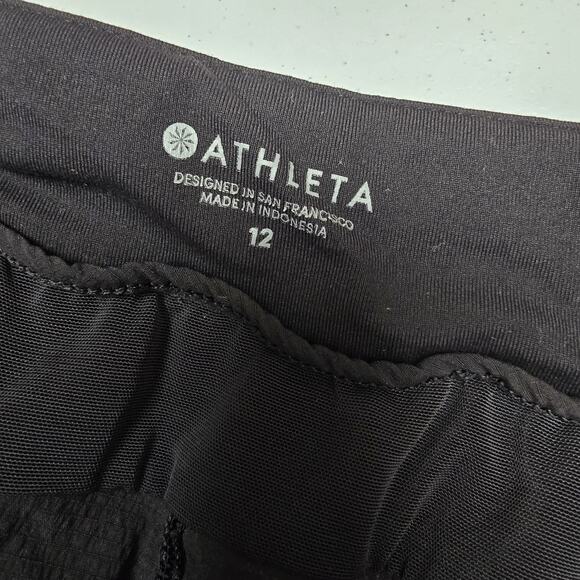 ATHLETA
DESIGNED IN SAN FRANCISCO
MADE IN INDONESIA
12